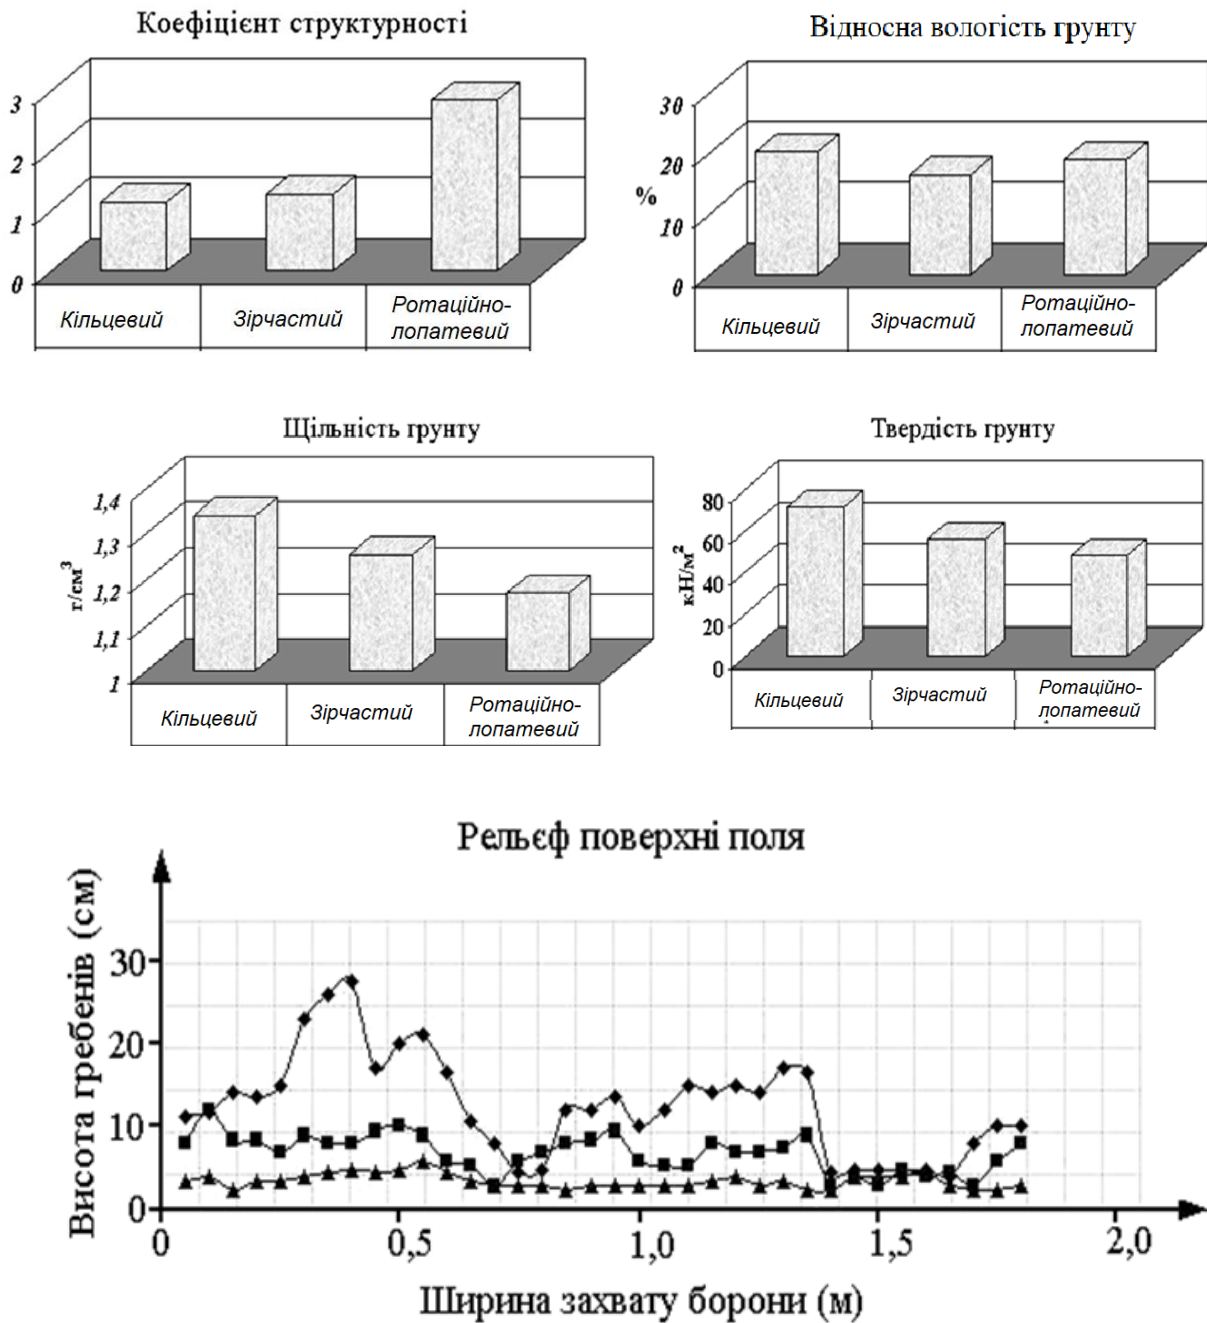 Коефіцієнт структурності
3
2
1
0
Кільцевий
Зірчастий
Ротаційно-
лопатевий
Відносна вологість грунту
30
20
%
10
0
Кільцевий
Зірчастий
Ротаційно-
лопатевий
Щільність грунту
1,4
1,3
1,2
1,1
1
г/см³
Кільцевий
Зірчастий
Ротаційно-
лопатевий
Твердість грунту
80
60
40
20
0
кН/м²
Кільцевий
Зірчастий
Ротаційно-
лопатевий
Рельєф поверхні поля
Висота гребенів (см)
30
20
10
0
0
0,5
1,0
1,5
2,0
Ширина захвату борони (м)